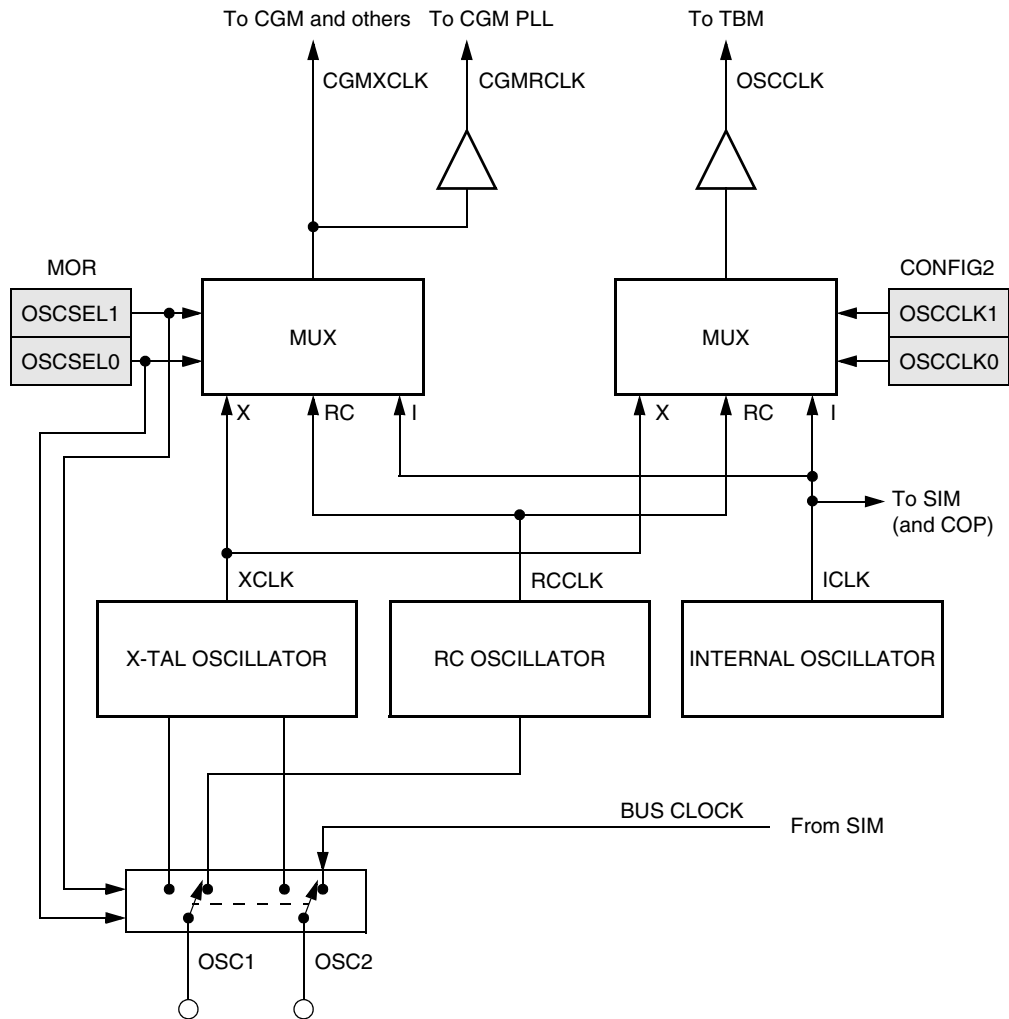 To CGM and others
To CGM PLL
To TBM
CGMXCLK
CGMRCLK
OSCCLK
MOR
CONFIG2
OSCSEL1
OSCSEL0
MUX
MUX
OSCCLK1
OSCCLK0
X
RC
I
X
RC
I
To SIM
(and COP)
XCLK
RCCLK
ICLK
X-TAL OSCILLATOR
RC OSCILLATOR
INTERNAL OSCILLATOR
BUS CLOCK
From SIM
OSC1
OSC2